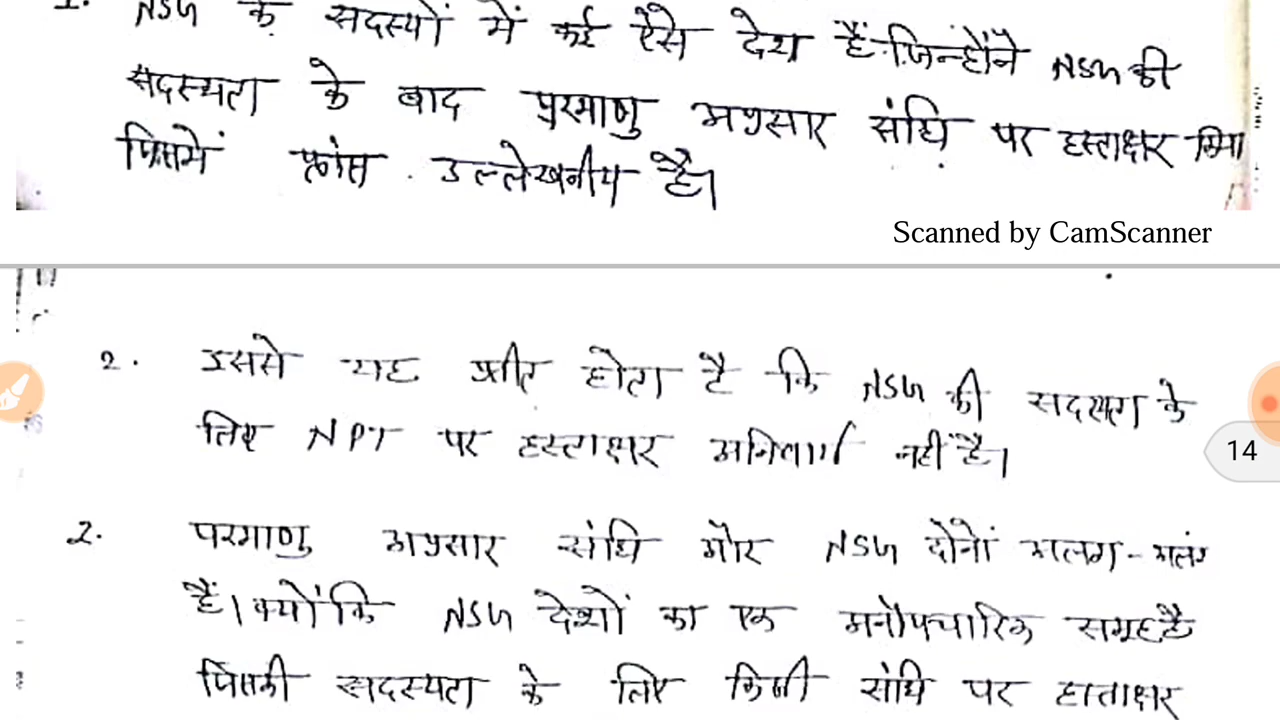 1. NSG के सदस्यों में कई ऐसे देश हैं जिन्होंने NSG की
सदस्यता के बाद परमाणु अप्रसार संधि पर हस्ताक्षर किया
जिसमें फ्रांस उल्लेखनीय है।
Scanned by CamScanner
2. इससे यह प्रतीत होता है कि NSG की सदस्यता के
लिए NPT पर हस्ताक्षर अनिवार्य नहीं है।
14
2. परमाणु अप्रसार संधि और NSG दोनों अलग-अलग
हैं। क्योंकि NSG देशों का एक अनौपचारिक समूह है
जिसकी सदस्यता के लिए किसी संधि पर हस्ताक्षर